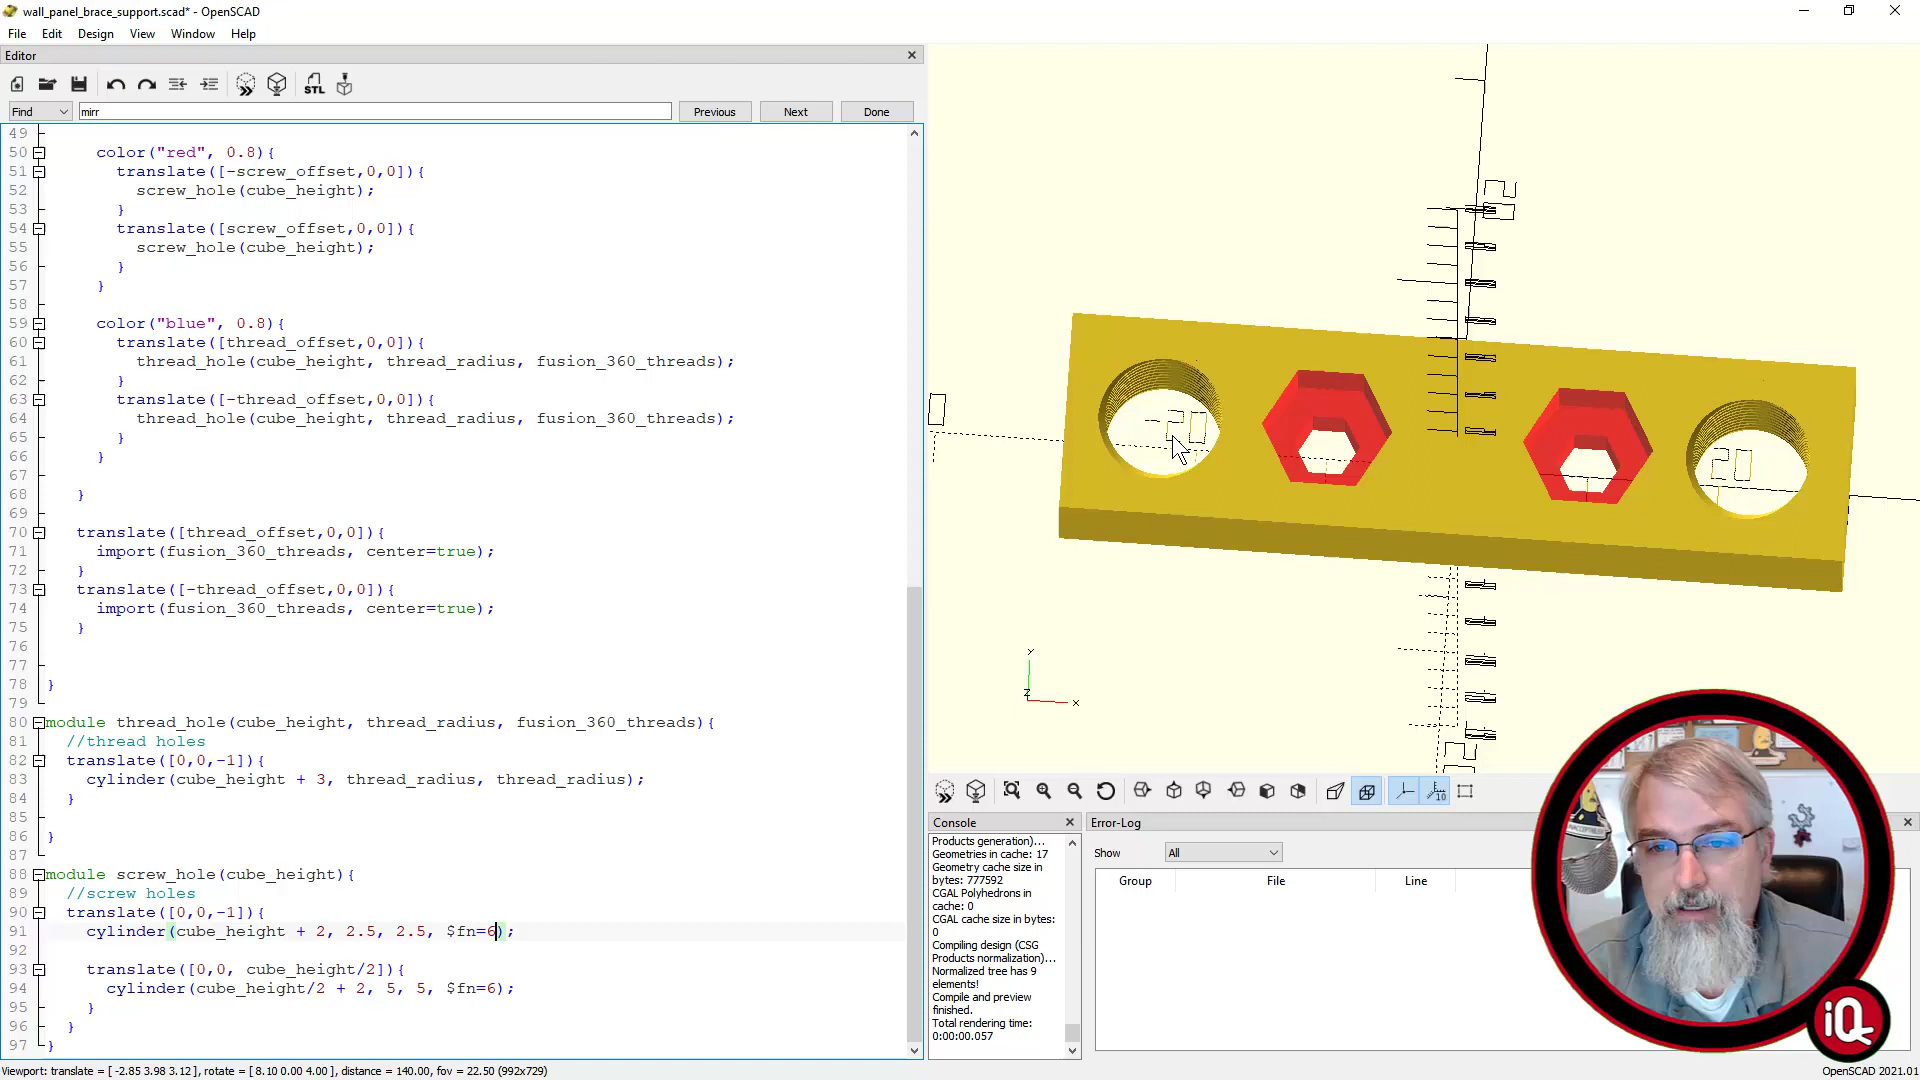 wall_panel_brace_support.scad* - OpenSCAD
File Edit Design View Window Help
Editor
STL
Find mirr Previous Next Done
49
50 color("red", 0.8){
51 translate([-screw_offset,0,0]){
52 screw_hole(cube_height);
53 }
54 translate([screw_offset,0,0]){
55 screw_hole(cube_height);
56 }
57 }
58
59 color("blue", 0.8){
60 translate([thread_offset,0,0]){
61 thread_hole(cube_height, thread_radius, fusion_360_threads);
62 }
63 translate([-thread_offset,0,0]){
64 thread_hole(cube_height, thread_radius, fusion_360_threads);
65 }
66 }
67
68 }
69
70 translate([thread_offset,0,0]){
71 import(fusion_360_threads, center=true);
72 }
73 translate([-thread_offset,0,0]){
74 import(fusion_360_threads, center=true);
75 }
76
77
78 }
79
80 module thread_hole(cube_height, thread_radius, fusion_360_threads){
81 //thread holes
82 translate([0,0,-1]){
83 cylinder(cube_height + 3, thread_radius, thread_radius);
84 }
85
86 }
87
88 module screw_hole(cube_height){
89 //screw holes
90 translate([0,0,-1]){
91 cylinder(cube_height + 2, 2.5, 2.5, $fn=6);
92
93 translate([0,0, cube_height/2]){
94 cylinder(cube_height/2 + 2, 5, 5, $fn=6);
95 }
96 }
97 }
-20
20
Y
Z
X
10
Console
Products generation)...
Geometries in cache: 17
Geometry cache size in
bytes: 777592
CGAL Polyhedrons in
cache: 0
CGAL cache size in bytes:
0
Compiling design (CSG
Products normalization)...
Normalized tree has 9
elements!
Compile and preview
finished.
Total rendering time:
0:00:00.057
Error-Log
Show All
Group File Line
iQ
Viewport: translate = [ -2.85 3.98 3.12 ], rotate = [ 8.10 0.00 4.00 ], distance = 140.00, fov = 22.50 (992x729)
OpenSCAD 2021.01